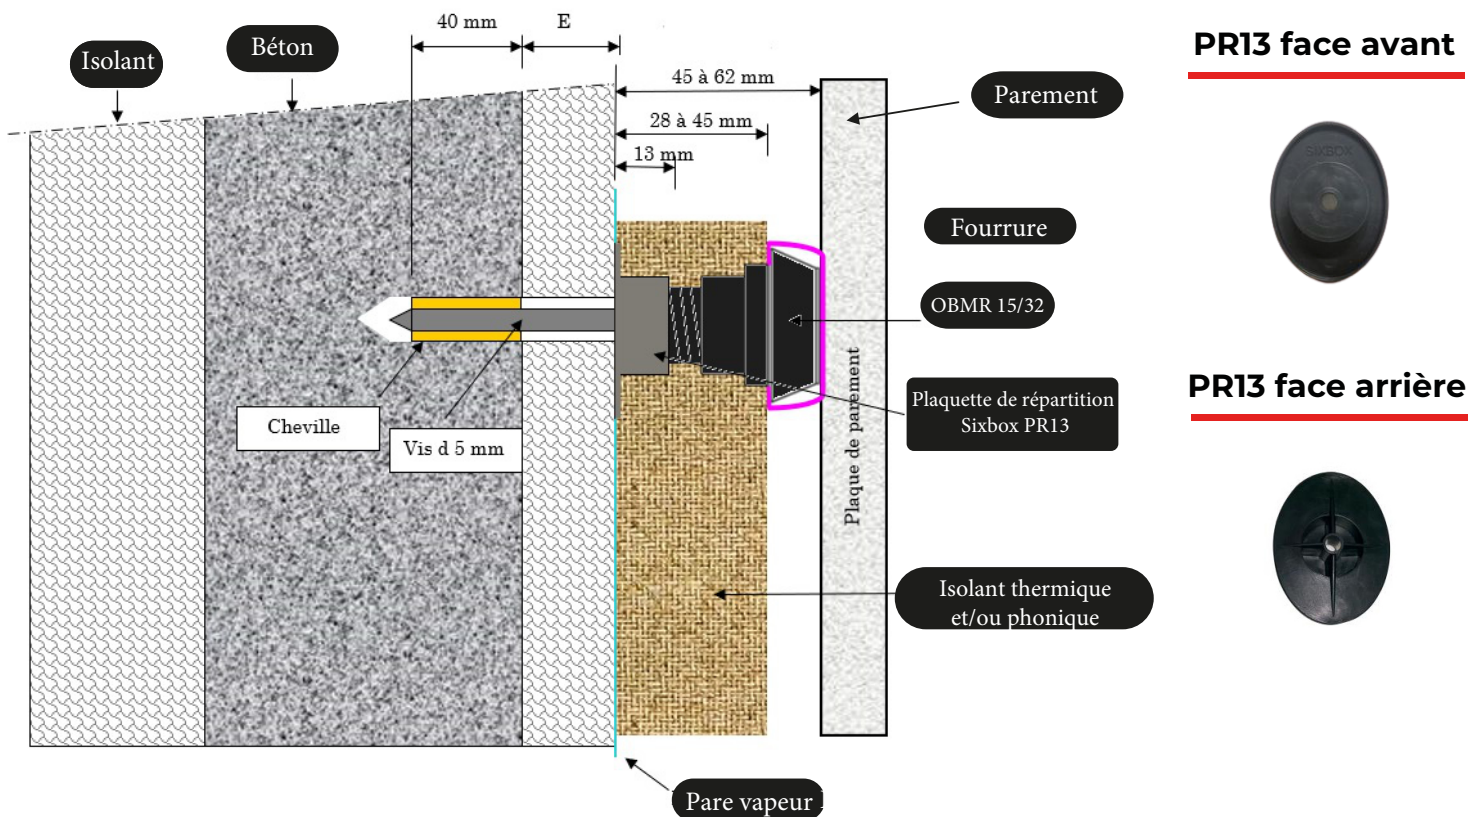 40 mm
E
Isolant
Béton
45 à 62 mm
28 à 45 mm
13 mm
Parement
PR13 face avant
SIXBOX
Fourrure
OBMR 15/32
Plaquette de répartition
Sixbox PR13
PR13 face arrière
Cheville
Vis d 5 mm
Plaque de parement
Isolant thermique
et/ou phonique
Pare vapeur